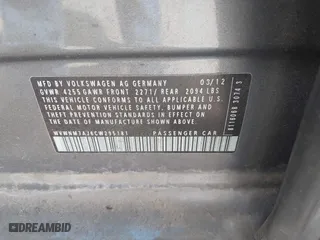 MFD BY VOLKSWAGEN AG GERMANY 03/12
GVWR 4255 GAWR FRONT 2271/ REAR 2094 LBS
THIS VEHICLE CONFORMS TO ALL APPLICABLE U.S.
FEDERAL MOTOR VEHICLE SAFETY, BUMPER AND
THEFT PREVENTION STANDARDS IN EFFECT ON
THE DATE OF MANUFACTURE SHOWN ABOVE.
PASSENGER CAR